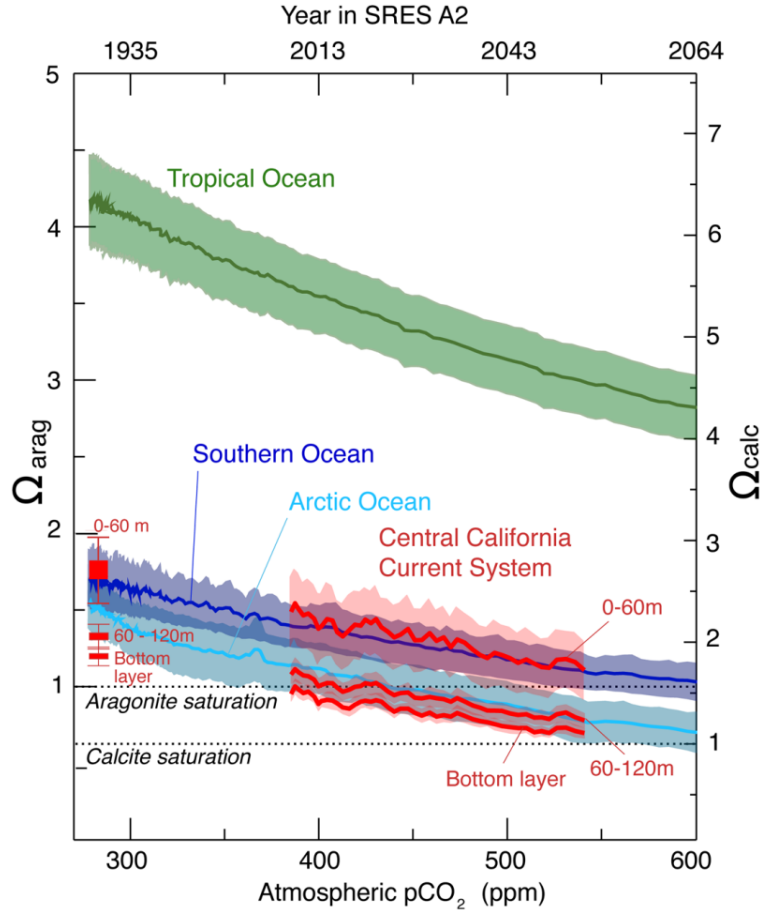 Year in SRES A2
1935 2013 2043 2064
5
7
Tropical Ocean
4
6
5
3
4
Southern Ocean
Ωarag
Ωcalc
Arctic Ocean
2
0-60 m
Central California
Current System
3
0-60m
60 - 120m
2
Bottom
layer
1
Aragonite saturation
1
Calcite saturation
60-120m
Bottom layer
300 400 500 600
Atmospheric pCO₂ (ppm)